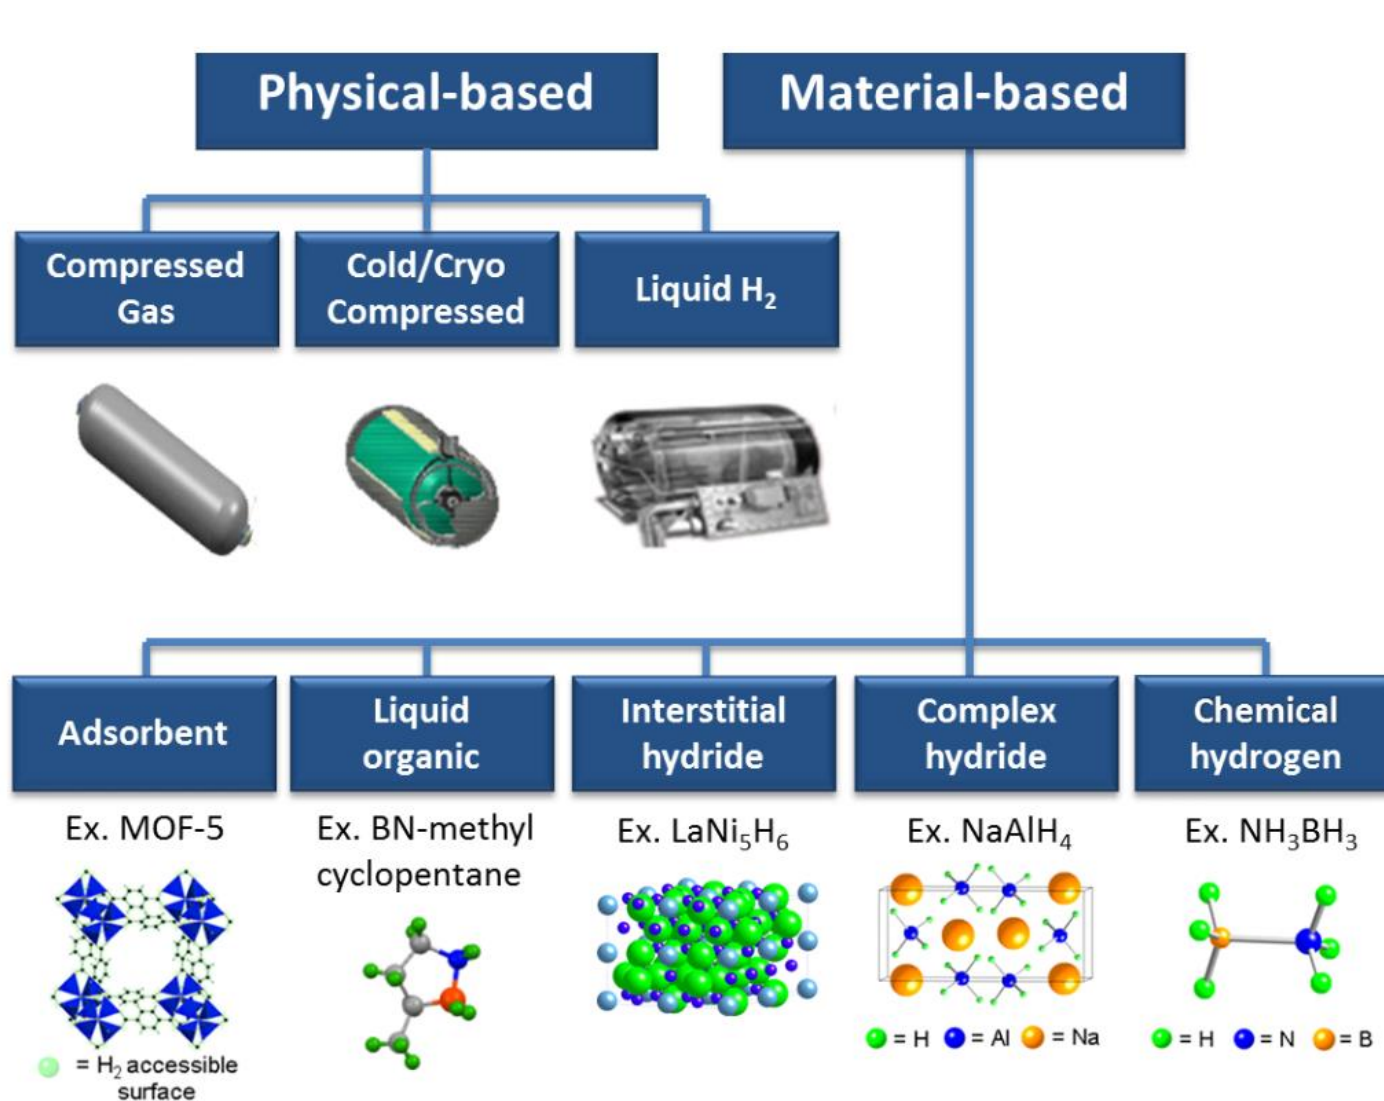 Physical-based
Material-based
Compressed
Gas
Cold/Cryo
Compressed
Liquid H₂
Adsorbent
Liquid
organic
Interstitial
hydride
Complex
hydride
Chemical
hydrogen
Ex. MOF-5
Ex. BN-methyl
cyclopentane
Ex. LaNi₅H₆
Ex. NaAlH₄
Ex. NH₃BH₃
= H₂ accessible
surface
= H = Al = Na
= H = N = B